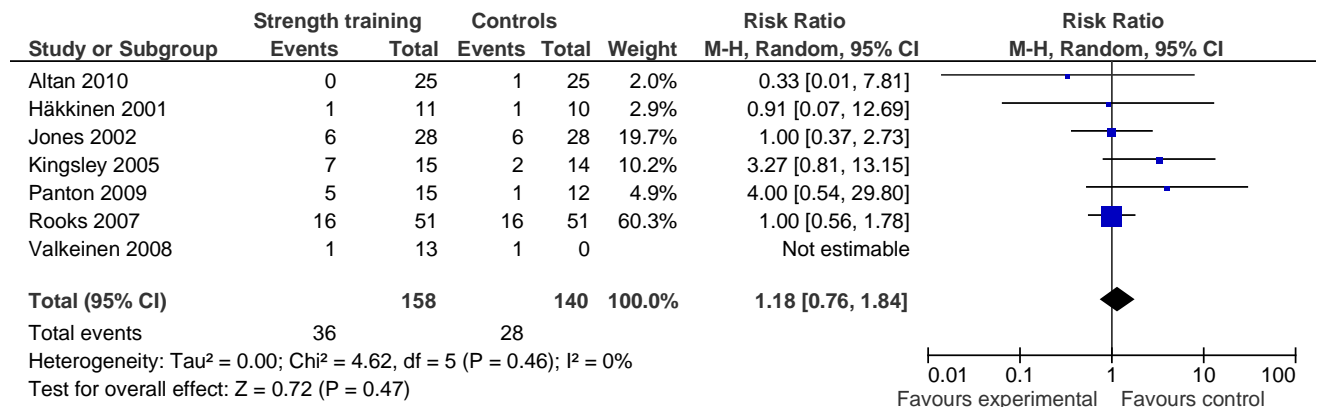 Strength training Controls Risk Ratio Risk Ratio
Study or Subgroup Events Total Events Total Weight M-H, Random, 95% CI M-H, Random, 95% CI
Altan 2010 0 25 1 25 2.0% 0.33 [0.01, 7.81]
Häkkinen 2001 1 11 1 10 2.9% 0.91 [0.07, 12.69]
Jones 2002 6 28 6 28 19.7% 1.00 [0.37, 2.73]
Kingsley 2005 7 15 2 14 10.2% 3.27 [0.81, 13.15]
Panton 2009 5 15 1 12 4.9% 4.00 [0.54, 29.80]
Rooks 2007 16 51 16 51 60.3% 1.00 [0.56, 1.78]
Valkeinen 2008 1 13 1 0 Not estimable
Total (95% CI) 158 140 100.0% 1.18 [0.76, 1.84]
Total events 36 28
Heterogeneity: Tau² = 0.00; Chi² = 4.62, df = 5 (P = 0.46); I² = 0%
Test for overall effect: Z = 0.72 (P = 0.47)
0.01 0.1 1 10 100
Favours experimental Favours control